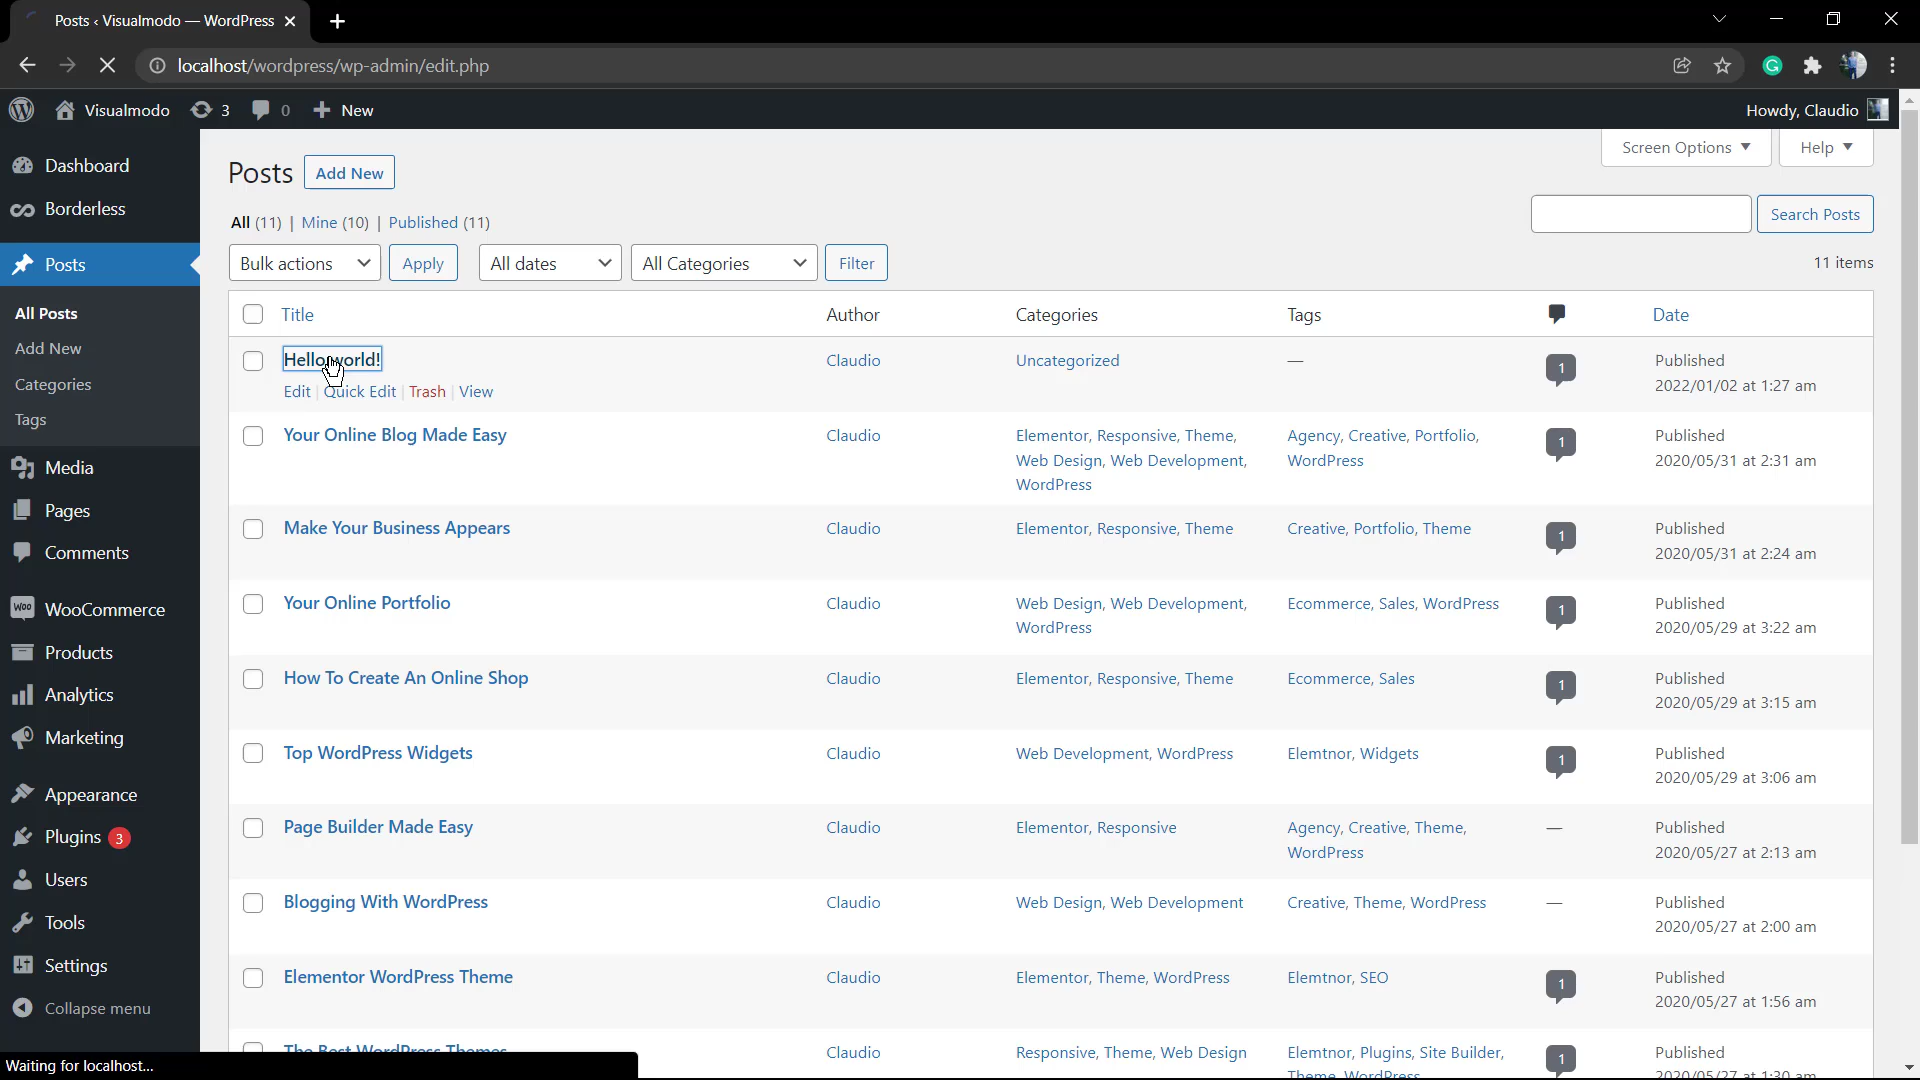 Posts ‹ Visualmodo — WordPress
localhost/wordpress/wp-admin/edit.php
Visualmodo 3 0 New
Howdy, Claudio
Dashboard
Borderless
Posts
All Posts
Add New
Categories
Tags
Media
Pages
Comments
WooCommerce
Products
Analytics
Marketing
Appearance
Plugins 3
Users
Tools
Settings
Collapse menu
Screen Options
Help
Posts
Add New
All (11) | Mine (10) | Published (11)
Search Posts
Bulk actions
Apply
All dates
All Categories
Filter
11 items
Title Author Categories Tags Date
Hello world! Claudio Uncategorized — 1 Published
2022/01/02 at 1:27 am
Edit | Quick Edit | Trash | View
Your Online Blog Made Easy Claudio Elementor, Responsive, Theme, Agency, Creative, Portfolio, 1 Published
Web Design, Web Development, WordPress 2020/05/31 at 2:31 am
WordPress
Make Your Business Appears Claudio Elementor, Responsive, Theme Creative, Portfolio, Theme 1 Published
2020/05/31 at 2:24 am
Your Online Portfolio Claudio Web Design, Web Development, Ecommerce, Sales, WordPress 1 Published
WordPress 2020/05/29 at 3:22 am
How To Create An Online Shop Claudio Elementor, Responsive, Theme Ecommerce, Sales 1 Published
2020/05/29 at 3:15 am
Top WordPress Widgets Claudio Web Development, WordPress Elemtnor, Widgets 1 Published
2020/05/29 at 3:06 am
Page Builder Made Easy Claudio Elementor, Responsive Agency, Creative, Theme, — Published
WordPress 2020/05/27 at 2:13 am
Blogging With WordPress Claudio Web Design, Web Development Creative, Theme, WordPress — Published
2020/05/27 at 2:00 am
Elementor WordPress Theme Claudio Elementor, Theme, WordPress Elemtnor, SEO 1 Published
2020/05/27 at 1:56 am
The Best WordPress Themes Claudio Responsive, Theme, Web Design Elemtnor, Plugins, Site Builder, 1 Published
Theme, WordPress 2020/05/27 at 1:30 am
Waiting for localhost...